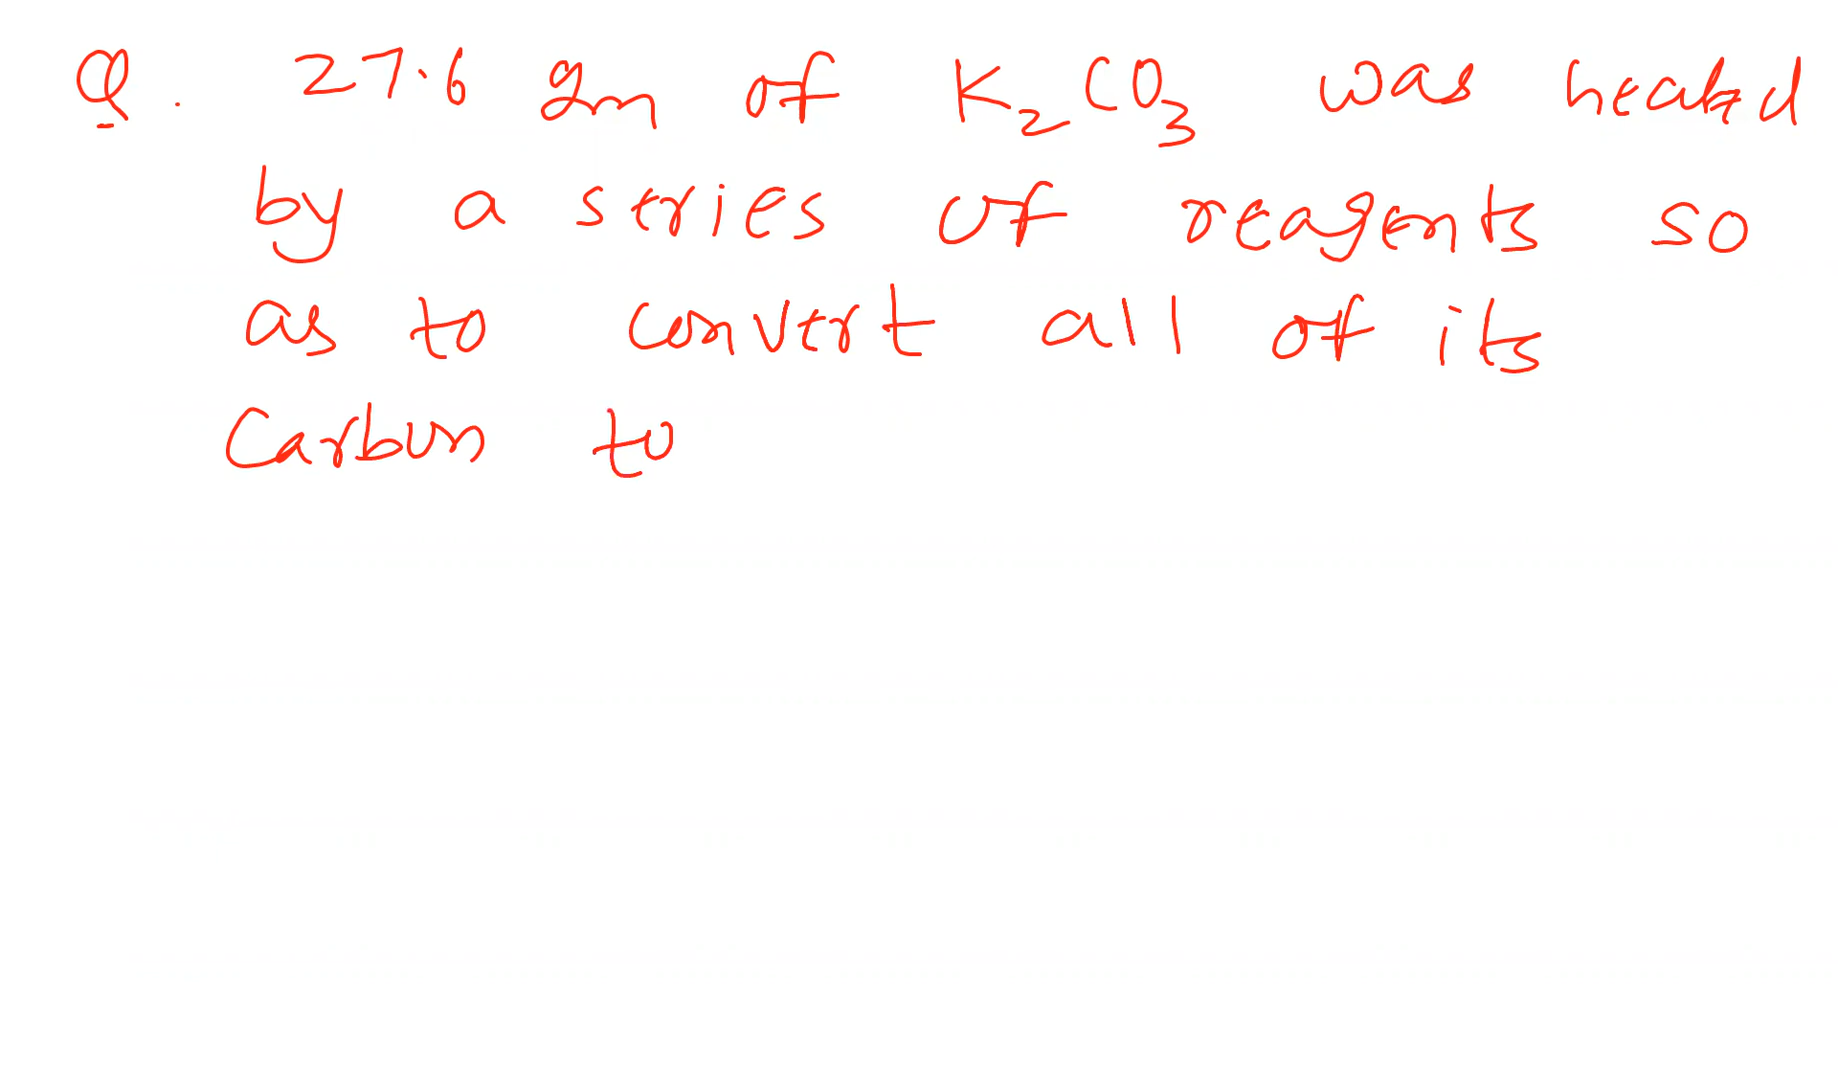 Q. 27.6 gm of K₂CO₃ was heated
by a series of reagents so
as to convert all of its
Carbon to